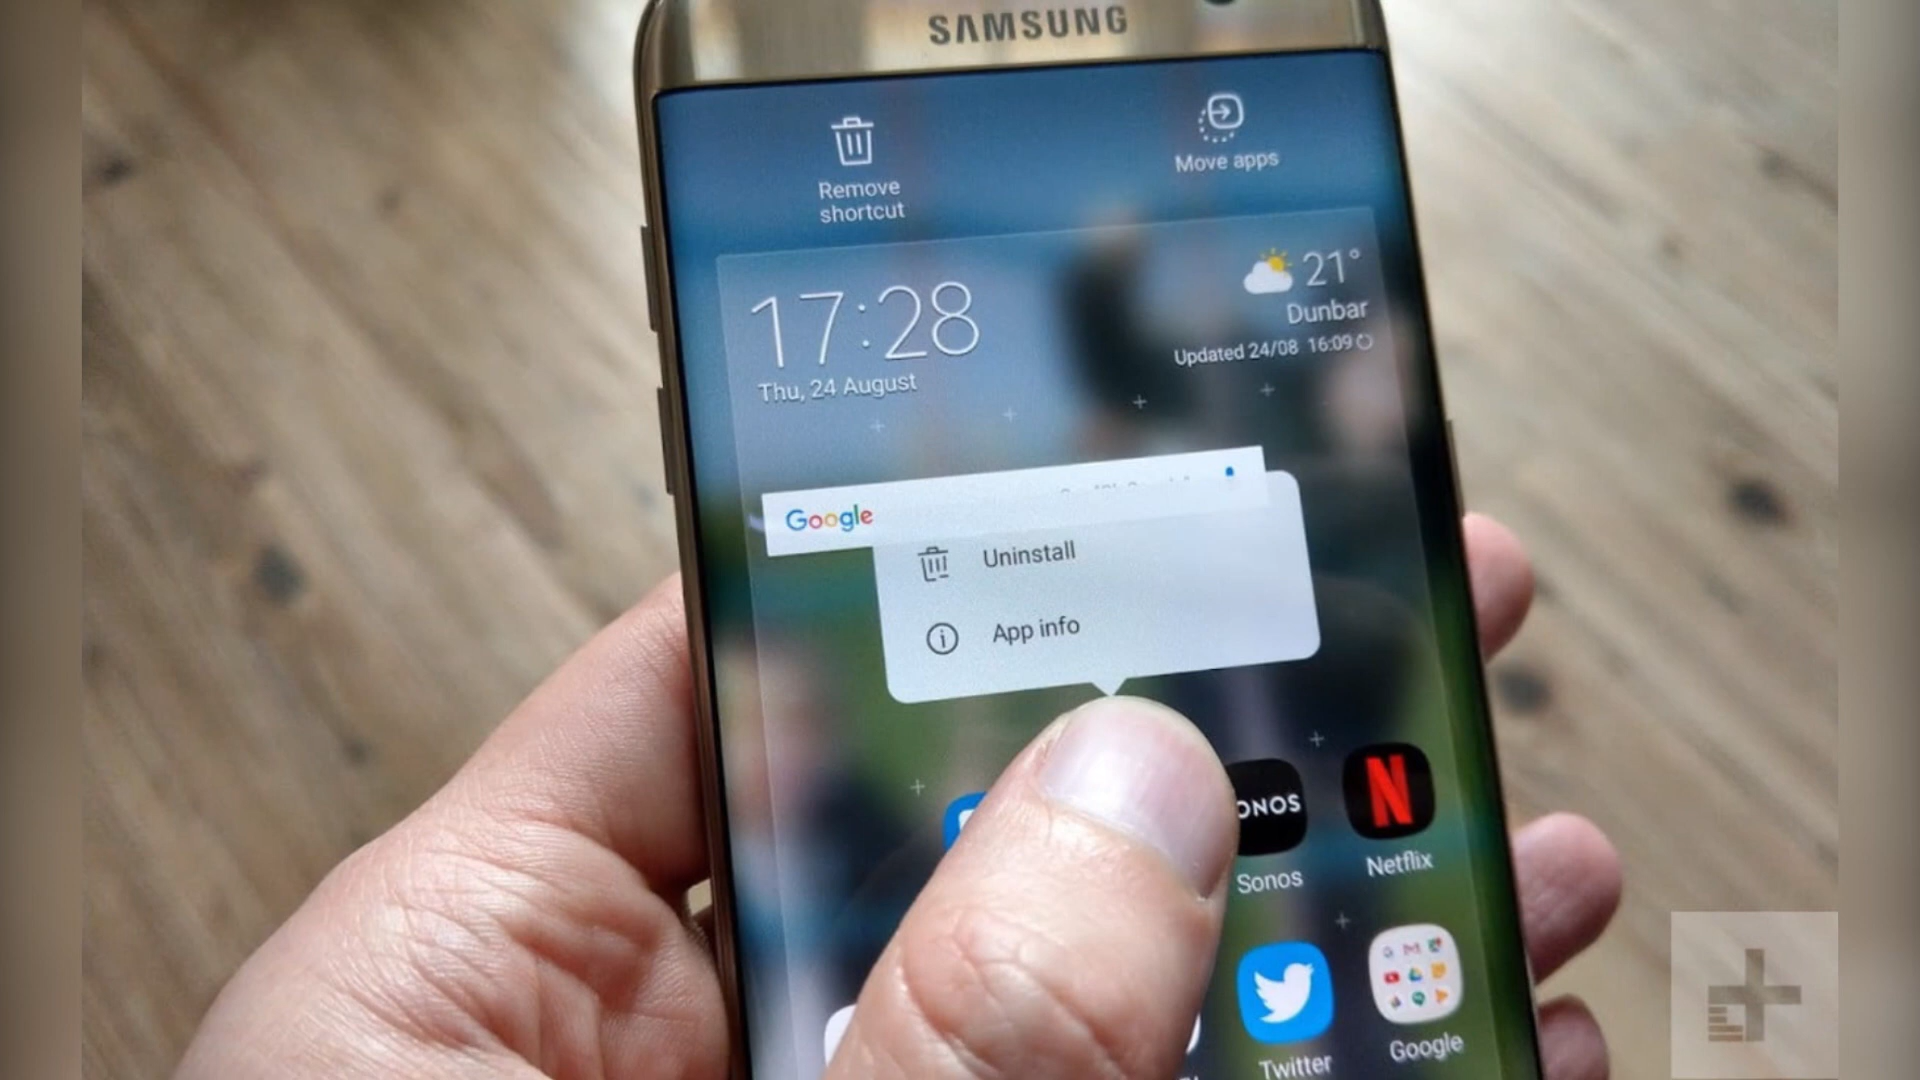 SAMSUNG
Remove
shortcut
Move apps
17:28
Thu, 24 August
21°
Dunbar
Updated 24/08 16:09
Google
Uninstall
App info
ONOS
N
Sonos
Netflix
Twitter
Google